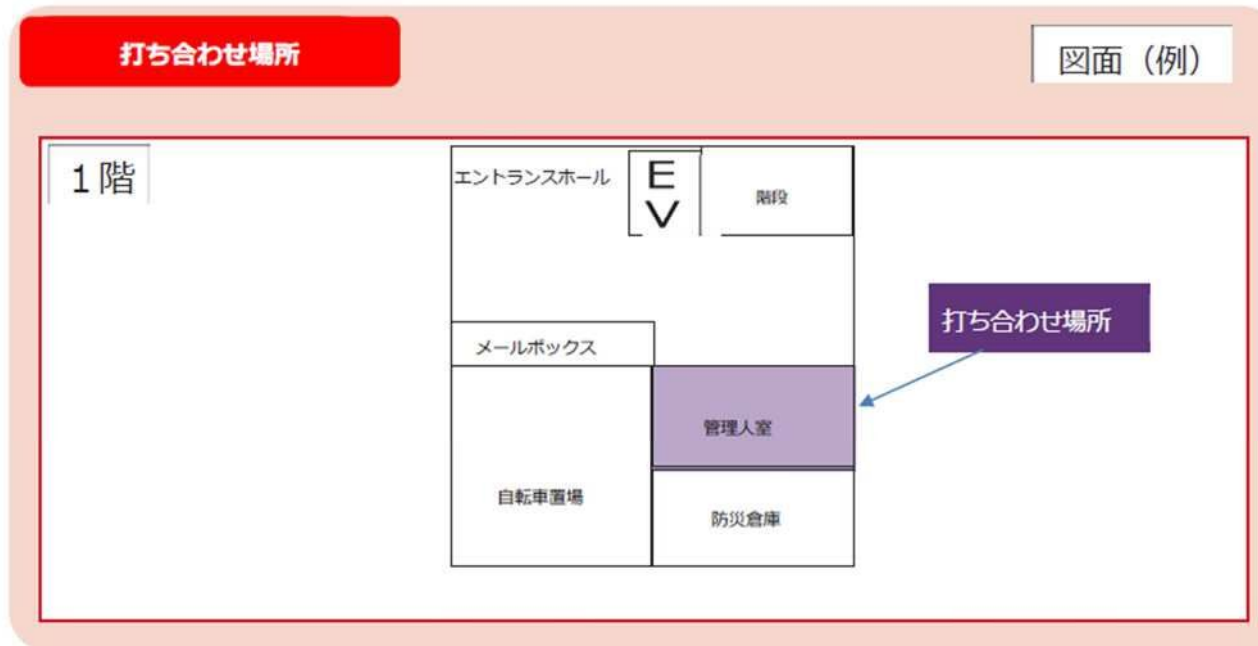 打ち合わせ場所
図面（例）
１階
エントランスホール
E
V
階段
打ち合わせ場所
メールボックス
管理人室
自転車置場
防災倉庫